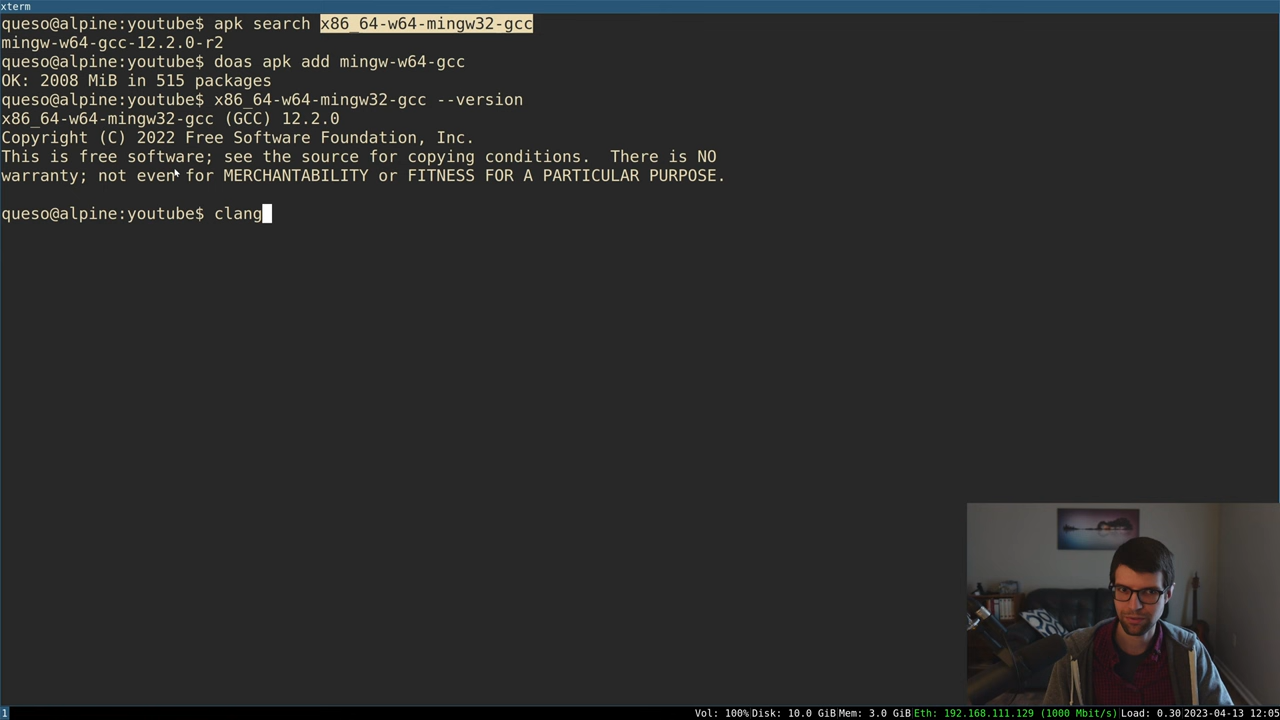 xterm
queso@alpine:youtube$ apk search x86_64-w64-mingw32-gcc
mingw-w64-gcc-12.2.0-r2
queso@alpine:youtube$ doas apk add mingw-w64-gcc
OK: 2008 MiB in 515 packages
queso@alpine:youtube$ x86_64-w64-mingw32-gcc --version
x86_64-w64-mingw32-gcc (GCC) 12.2.0
Copyright (C) 2022 Free Software Foundation, Inc.
This is free software; see the source for copying conditions.  There is NO
warranty; not even for MERCHANTABILITY or FITNESS FOR A PARTICULAR PURPOSE.
queso@alpine:youtube$ clang
1 Vol: 100% Disk: 10.0 GiB Mem: 3.0 GiB Eth: 192.168.111.129 (1000 Mbit/s) Load: 0.30 2023-04-13 12:05